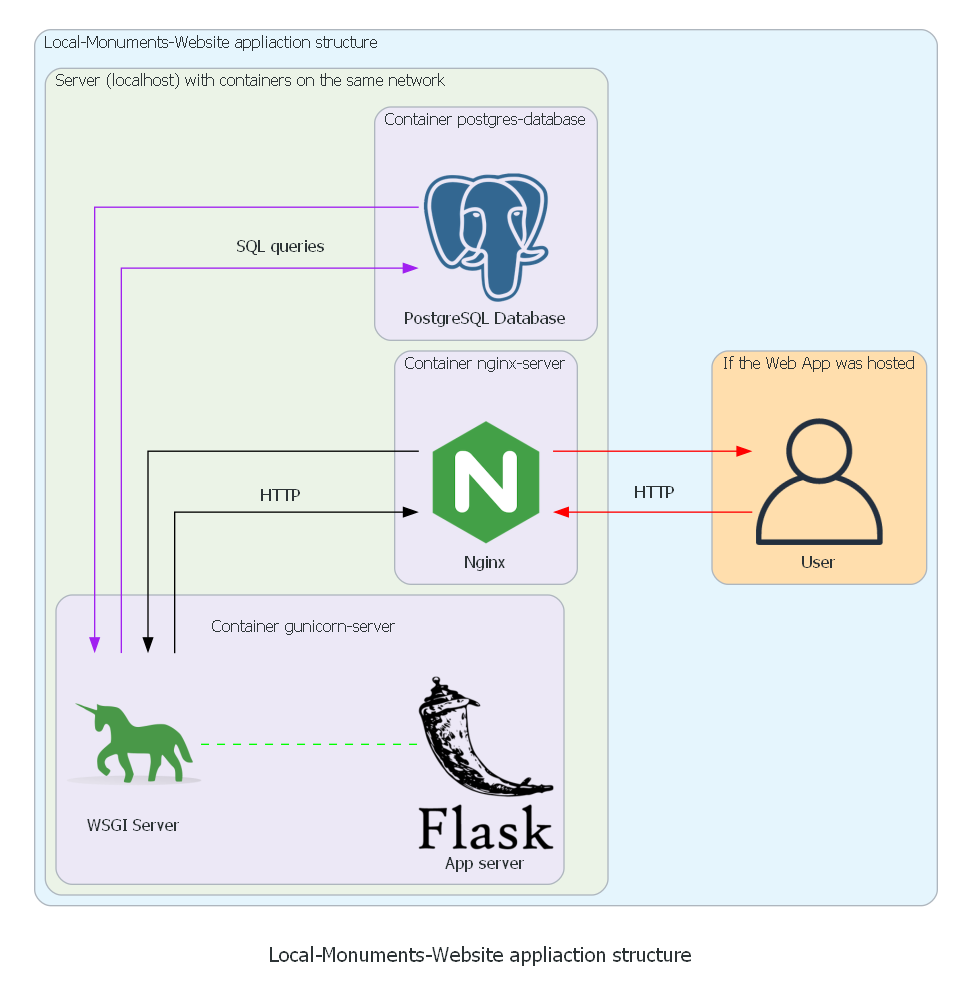 Local-Monuments-Website appliaction structure
Server (localhost) with containers on the same network
Container postgres-database
SQL queries
PostgreSQL Database
Container nginx-server
If the Web App was hosted
HTTP
HTTP
N
Nginx
User
Container gunicorn-server
Flask
WSGI Server
App server
Local-Monuments-Website appliaction structure